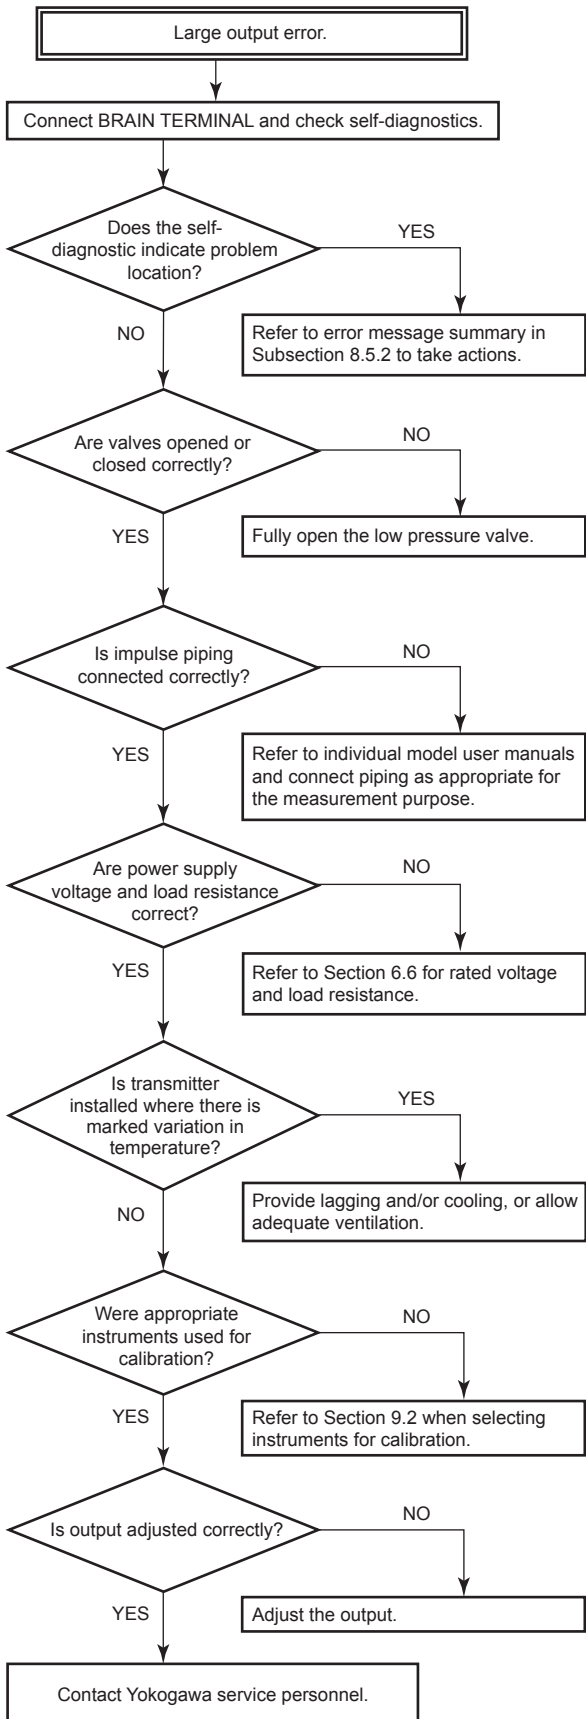 Large output error.
Connect BRAIN TERMINAL and check self-diagnostics.
Does the self-
diagnostic indicate problem
location?
YES
NO
Refer to error message summary in
Subsection 8.5.2 to take actions.
Are valves opened or
closed correctly?
NO
YES
Fully open the low pressure valve.
Is impulse piping
connected correctly?
NO
YES
Refer to individual model user manuals
and connect piping as appropriate for
the measurement purpose.
Are power supply
voltage and load resistance
correct?
NO
YES
Refer to Section 6.6 for rated voltage
and load resistance.
Is transmitter
installed where there is
marked variation in
temperature?
YES
NO
Provide lagging and/or cooling, or allow
adequate ventilation.
Were appropriate
instruments used for
calibration?
NO
YES
Refer to Section 9.2 when selecting
instruments for calibration.
Is output adjusted correctly?
NO
YES
Adjust the output.
Contact Yokogawa service personnel.